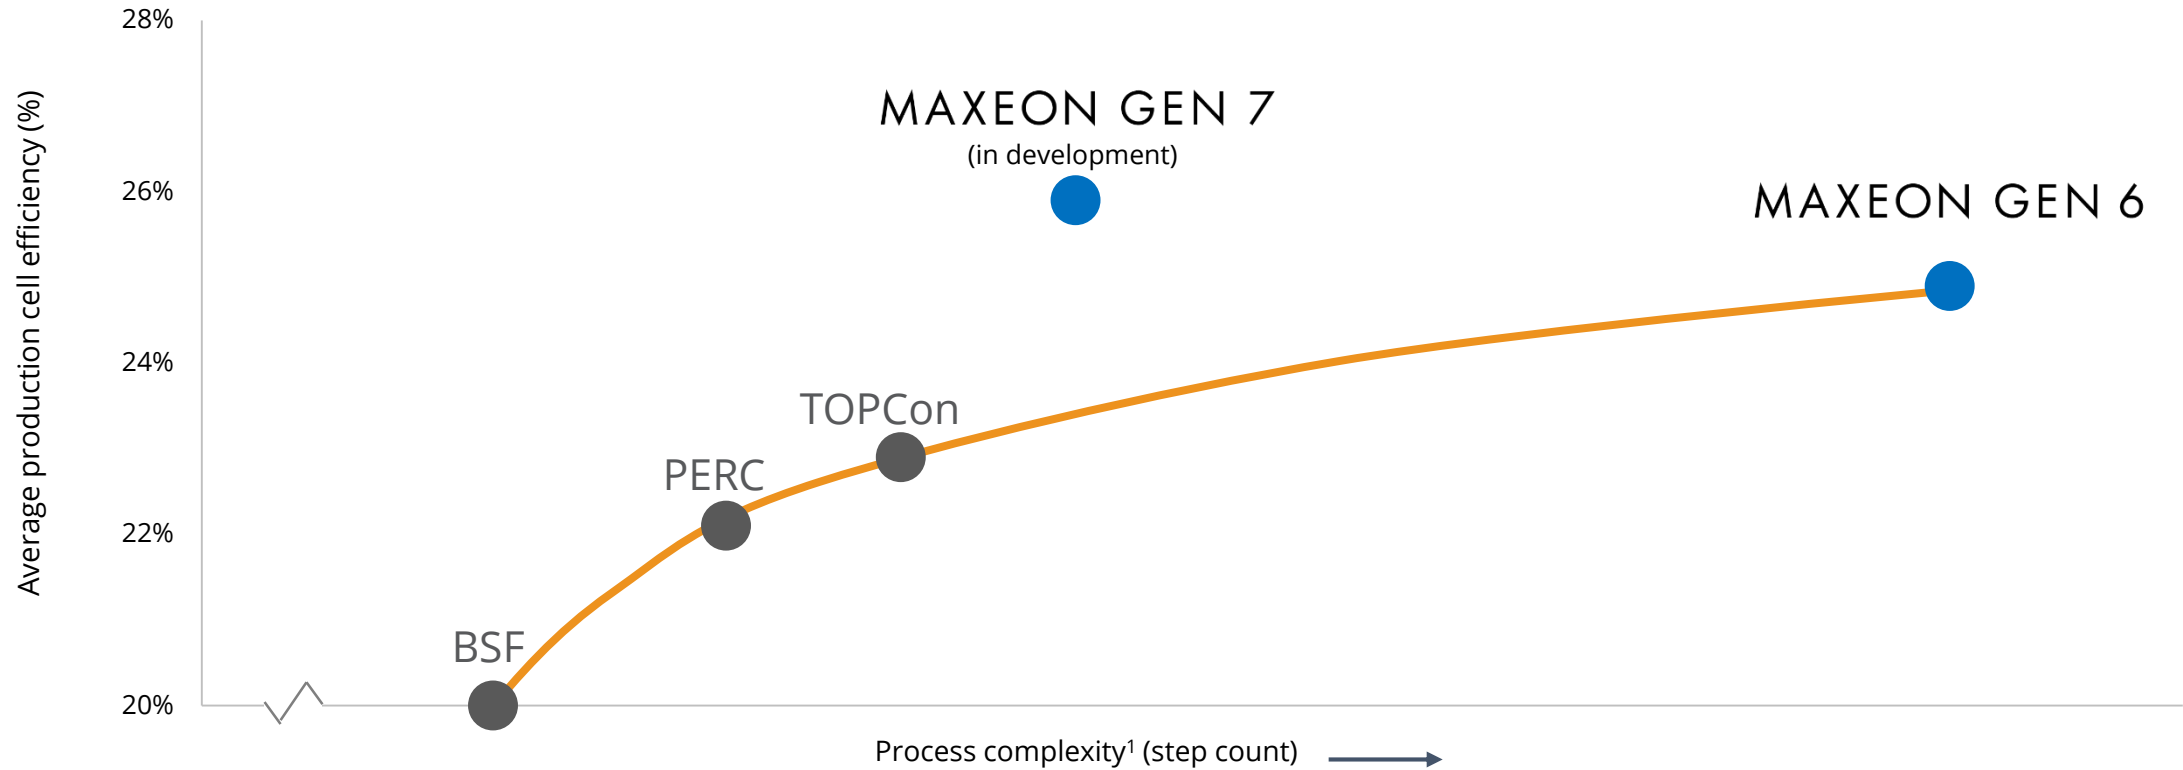 28%
MAXEON GEN 7
(in development)
26%
MAXEON GEN 6
Average production cell efficiency (%)
24%
TOPCon
PERC
22%
BSF
20%
Process complexity¹ (step count)